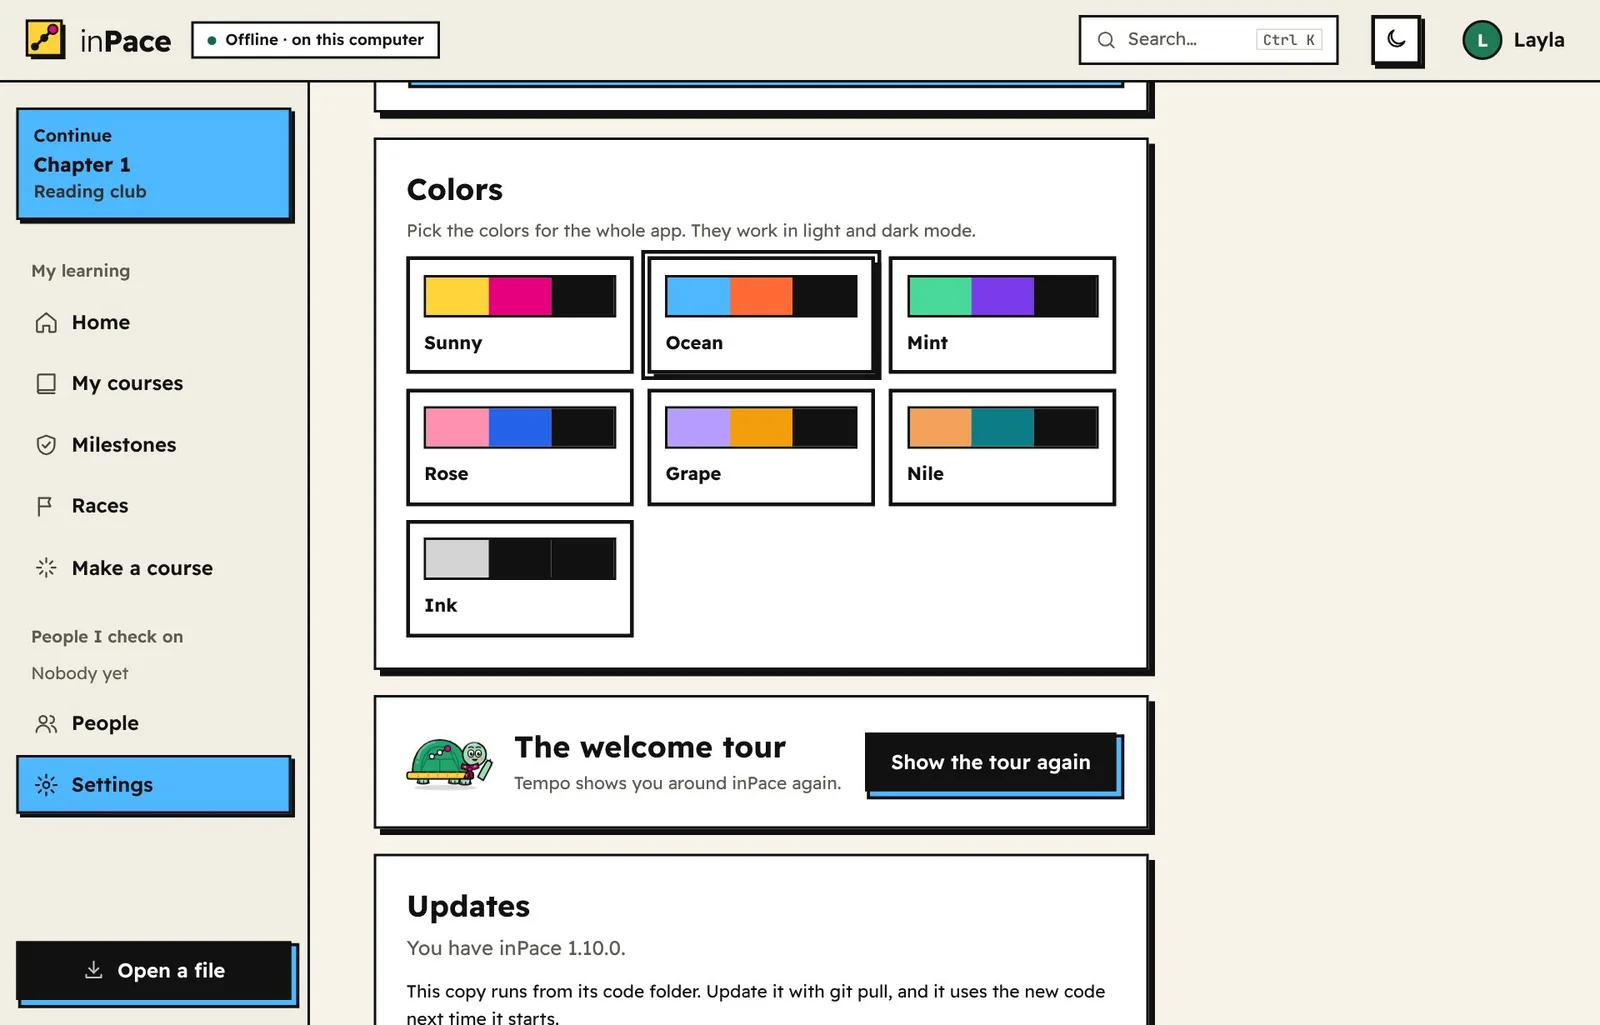 inPace
Offline · on this computer
Search...
Ctrl K
L
Layla
Continue
Chapter 1
Reading club
My learning
Home
My courses
Milestones
Races
Make a course
People I check on
Nobody yet
People
Settings
Open a file
Colors
Pick the colors for the whole app. They work in light and dark mode.
Sunny
Ocean
Mint
Rose
Grape
Nile
Ink
The welcome tour
Tempo shows you around inPace again.
Show the tour again
Updates
You have inPace 1.10.0.
This copy runs from its code folder. Update it with git pull, and it uses the new code
next time it starts.